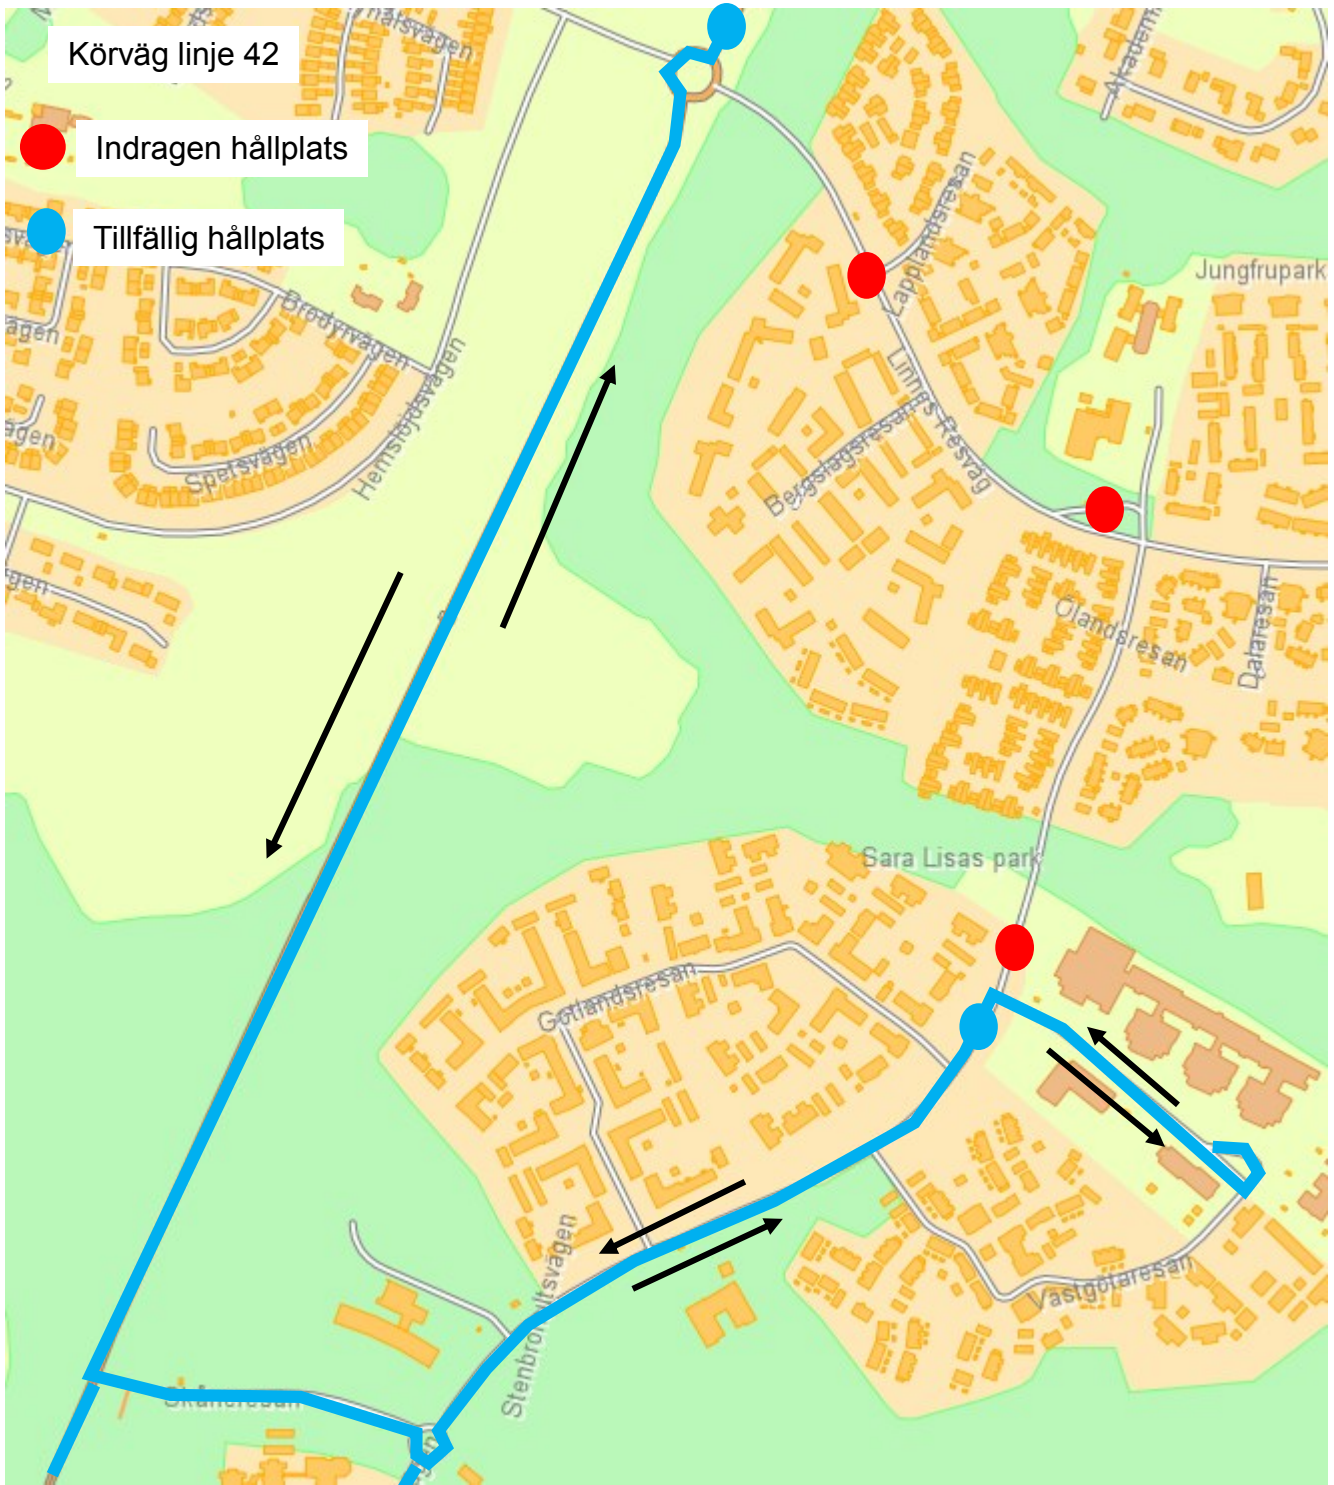 Körväg linje 42
Indragen hållplats
Tillfällig hållplats
Lapplandsresan
Jungfrupark
Brodyrvägen
Linnés Resväg
Hemslöjdsvägen
Bergslagsresan
Spetsvägen
Ölandsresan
Dalaresan
Sara Lisas park
Gotlandsresan
Västgötaresan
Skåneresan